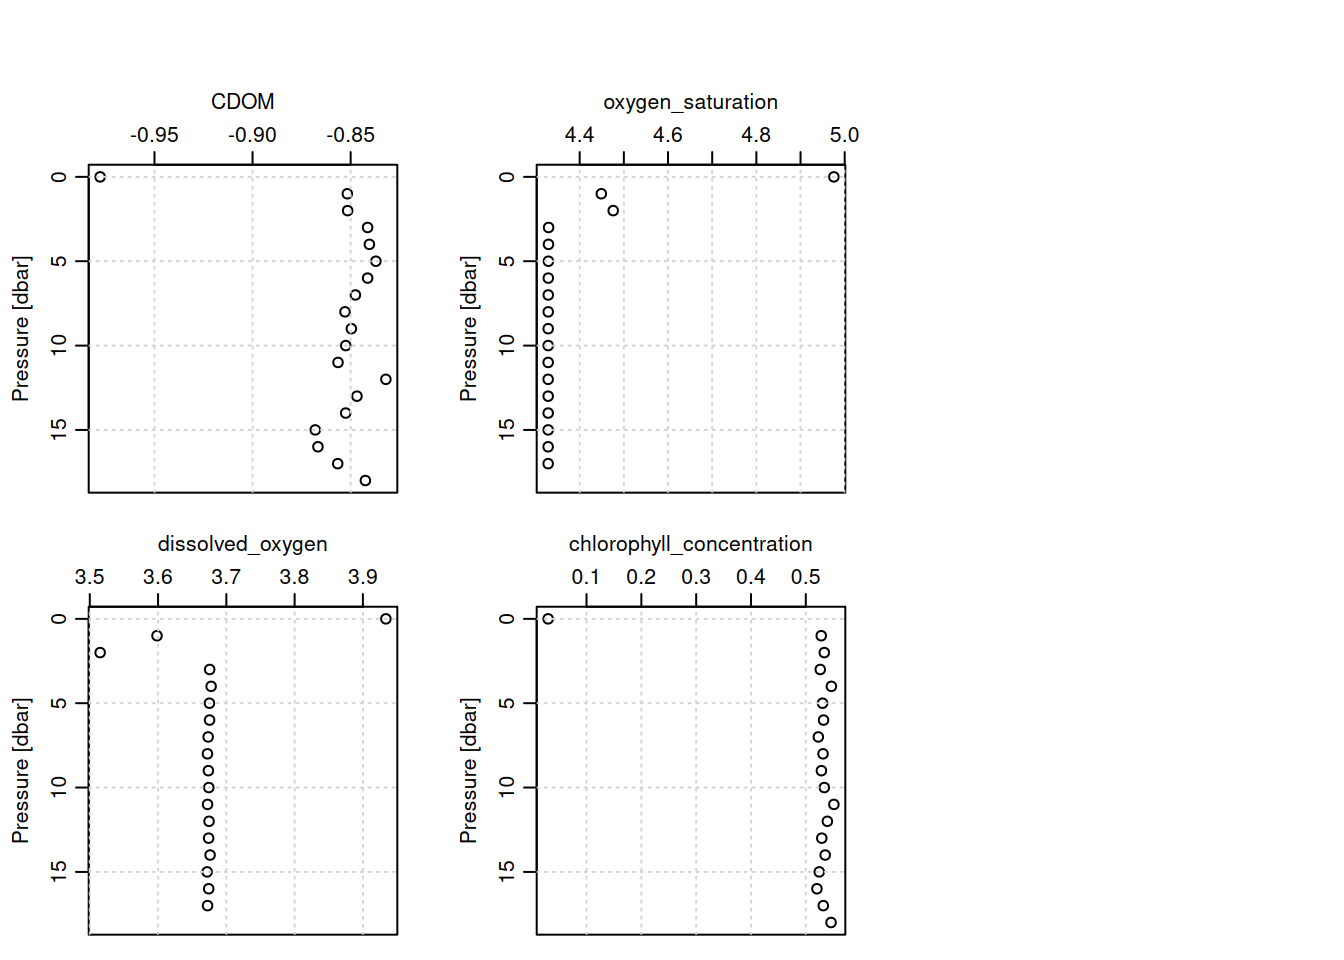 CDOM
-0.95 -0.90 -0.85
Pressure [dbar]
0
5
10
15
oxygen_saturation
4.4 4.6 4.8 5.0
Pressure [dbar]
0
5
10
15
dissolved_oxygen
3.5 3.6 3.7 3.8 3.9
Pressure [dbar]
0
5
10
15
chlorophyll_concentration
0.1 0.2 0.3 0.4 0.5
Pressure [dbar]
0
5
10
15